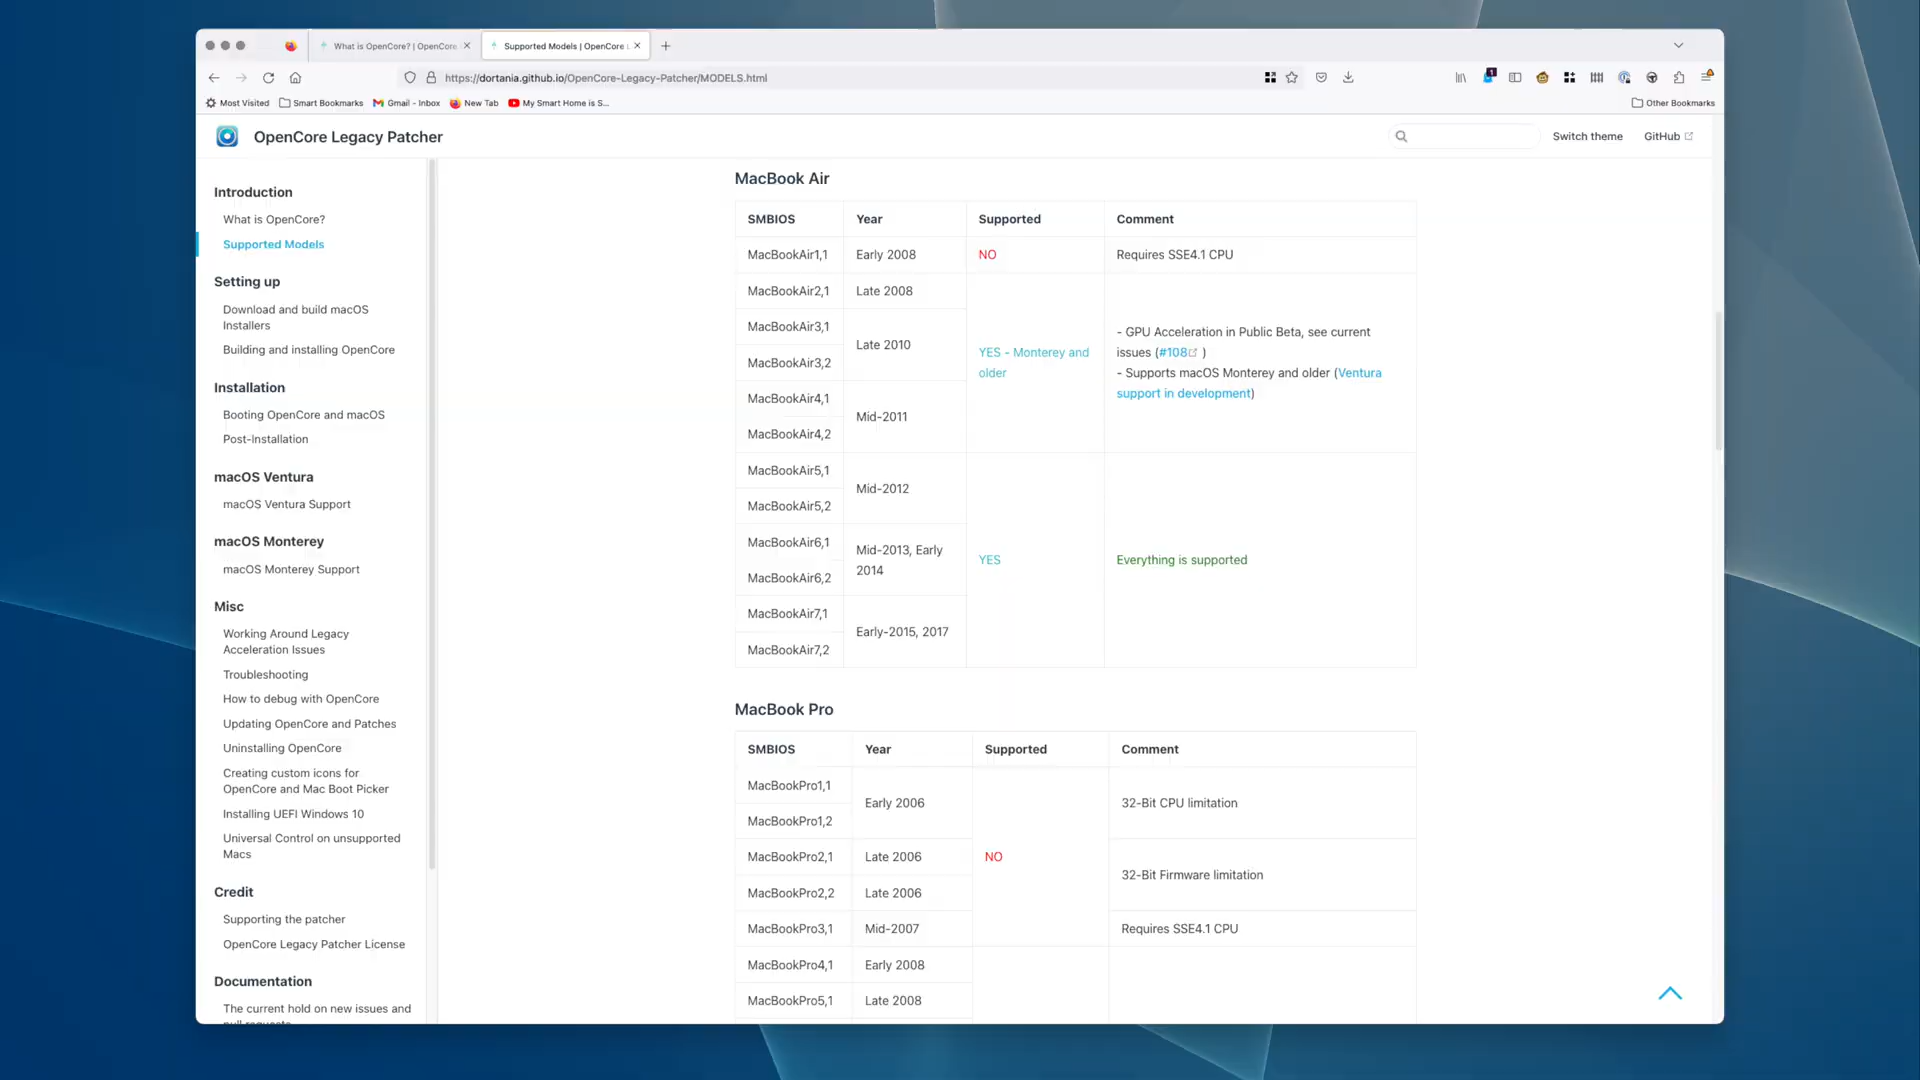 What is OpenCore? | OpenCore
Supported Models | OpenCore
https://dortania.github.io/OpenCore-Legacy-Patcher/MODELS.html
1
Most Visited
Smart Bookmarks
Gmail - Inbox
New Tab
My Smart Home is S...
Other Bookmarks
OpenCore Legacy Patcher
Switch theme
GitHub
Introduction
What is OpenCore?
Supported Models
Setting up
Download and build macOS
Installers
Building and installing OpenCore
Installation
Booting OpenCore and macOS
Post-Installation
macOS Ventura
macOS Ventura Support
macOS Monterey
macOS Monterey Support
Misc
Working Around Legacy
Acceleration Issues
Troubleshooting
How to debug with OpenCore
Updating OpenCore and Patches
Uninstalling OpenCore
Creating custom icons for
OpenCore and Mac Boot Picker
Installing UEFI Windows 10
Universal Control on unsupported
Macs
Credit
Supporting the patcher
OpenCore Legacy Patcher License
Documentation
The current hold on new issues and
MacBook Air
SMBIOS Year Supported Comment
MacBookAir1,1 Early 2008 NO Requires SSE4.1 CPU
MacBookAir2,1 Late 2008
MacBookAir3,1
Late 2010
MacBookAir3,2
MacBookAir4,1
Mid-2011
MacBookAir4,2
YES - Monterey and
older
- GPU Acceleration in Public Beta, see current
issues (#108 )
- Supports macOS Monterey and older (Ventura
support in development)
MacBookAir5,1
Mid-2012
MacBookAir5,2
MacBookAir6,1
Mid-2013, Early
2014
MacBookAir6,2
MacBookAir7,1
Early-2015, 2017
MacBookAir7,2
YES
Everything is supported
MacBook Pro
SMBIOS Year Supported Comment
MacBookPro1,1
Early 2006
32-Bit CPU limitation
MacBookPro1,2
MacBookPro2,1 Late 2006
NO
32-Bit Firmware limitation
MacBookPro2,2 Late 2006
MacBookPro3,1 Mid-2007 Requires SSE4.1 CPU
MacBookPro4,1 Early 2008
MacBookPro5,1 Late 2008